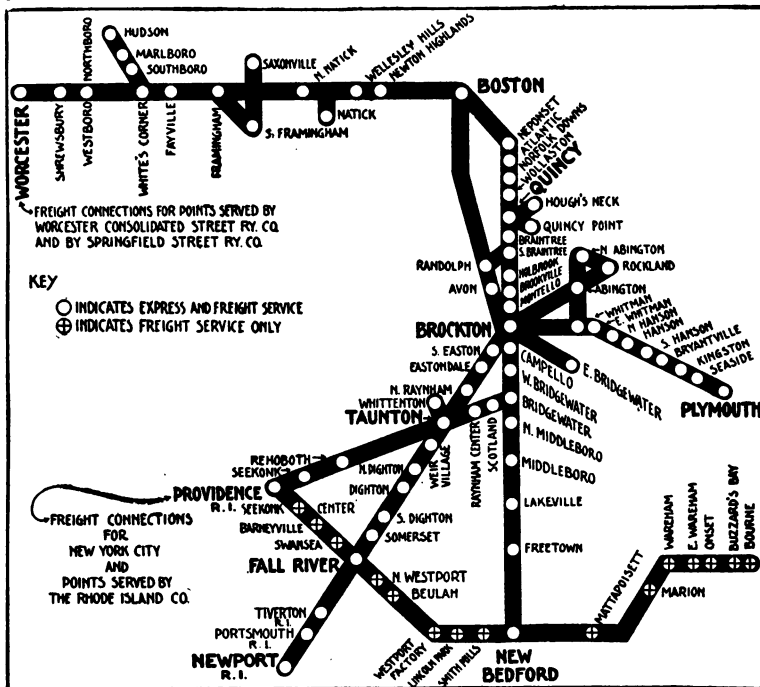 HUDSON
MARLBORO
SOUTHBORO
NORTHBORO
SAXONVILLE
N. NATICK
WELLESLEY HILLS
NEWTON HIGHLANDS
BOSTON
WORCESTER
SHREWSBURY
WESTBORO
WHITE'S CORNER
FAYVILLE
FRAMINGHAM
S. FRAMINGHAM
NATICK
NEPONSET
ATLANTIC
NORFOLK DOWNS
WOLLASTON
QUINCY
HOUGH'S NECK
QUINCY POINT
FREIGHT CONNECTIONS FOR POINTS SERVED BY
WORCESTER CONSOLIDATED STREET RY. CO.
AND BY SPRINGFIELD STREET RY. CO.
BRAINTREE
S. BRAINTREE
HOLBROOK
BROOKVILLE
MONTELLO
RANDOLPH
AVON
N. ABINGTON
ROCKLAND
ABINGTON
KEY
INDICATES EXPRESS AND FREIGHT SERVICE
INDICATES FREIGHT SERVICE ONLY
BROCKTON
WHITMAN
E. WHITMAN
N HANSON
HANSON
S. HANSON
BRYANTVILLE
KINGSTON
SEASIDE
PLYMOUTH
S. EASTON
EASTONDALE
N. RAYNHAM
WHITTENTON
TAUNTON
CAMPELLO
W. BRIDGEWATER
BRIDGEWATER
E. BRIDGEWATER
N. MIDDLEBORO
MIDDLEBORO
LAKEVILLE
FREETOWN
RAYNHAM CENTER
SCOTLAND
WEIR VILLAGE
REHOBOTH
SEEKONK
PROVIDENCE
R.I.
N. DIGHTON
DIGHTON
S. DIGHTON
SOMERSET
SEEKONK CENTER
BARNEYVILLE
SWANSEA
FALL RIVER
FREIGHT CONNECTIONS
FOR
NEW YORK CITY
AND
POINTS SERVED BY
THE RHODE ISLAND CO.
N. WESTPORT
BEULAH
TIVERTON
R.I.
PORTSMOUTH
R.I.
NEWPORT
R.I.
WESTPORT FACTORY
LINCOLN PARK
SMITH MILLS
NEW
BEDFORD
MATTAPOISETT
MARION
WAREHAM
E. WAREHAM
ONSET
BUZZARD'S BAY
BOURNE